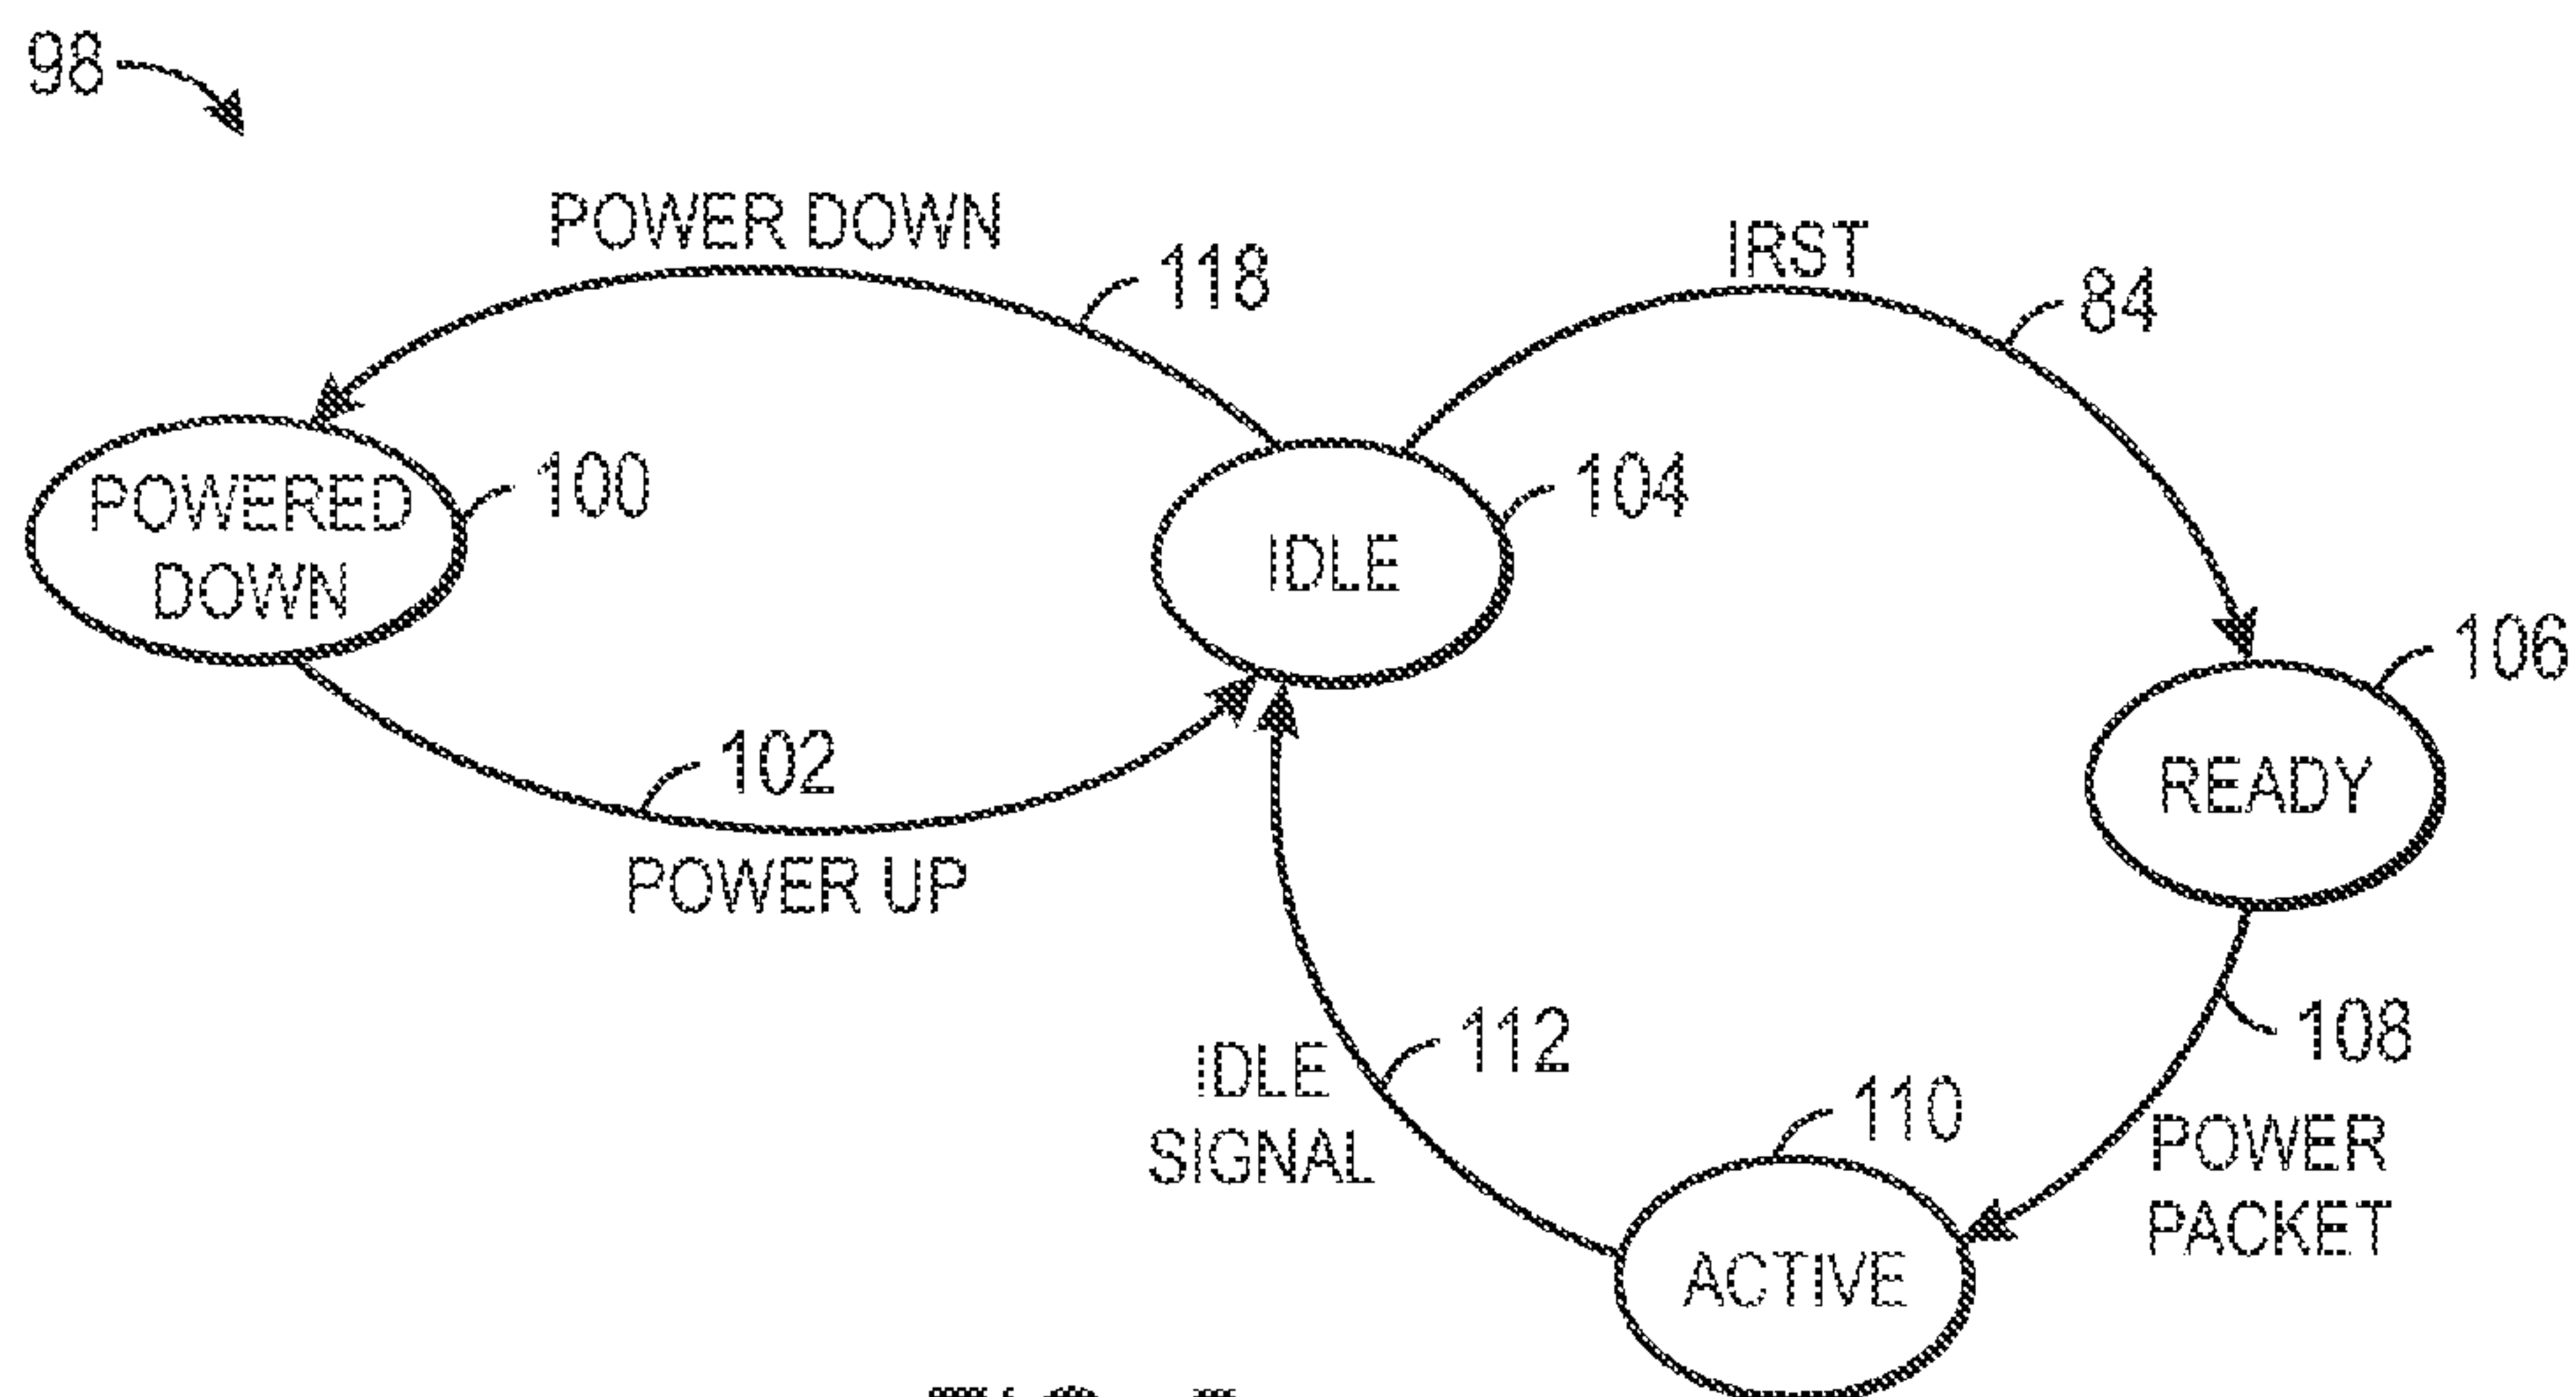 98
POWER DOWN
118
IRST
84
POWERED
DOWN
100
IDLE
104
106
READY
102
POWER UP
IDLE
SIGNAL
112
108
POWER
PACKET
110
ACTIVE